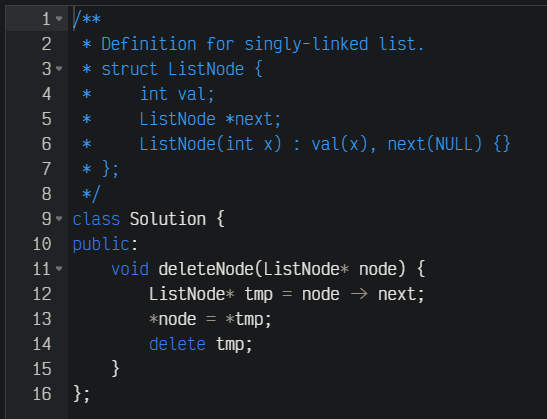 1 /**
2  * Definition for singly-linked list.
3  * struct ListNode {
4  *     int val;
5  *     ListNode *next;
6  *     ListNode(int x) : val(x), next(NULL) {}
7  * };
8  */
9 class Solution {
10 public:
11     void deleteNode(ListNode* node) {
12         ListNode* tmp = node -> next;
13         *node = *tmp;
14         delete tmp;
15     }
16 };